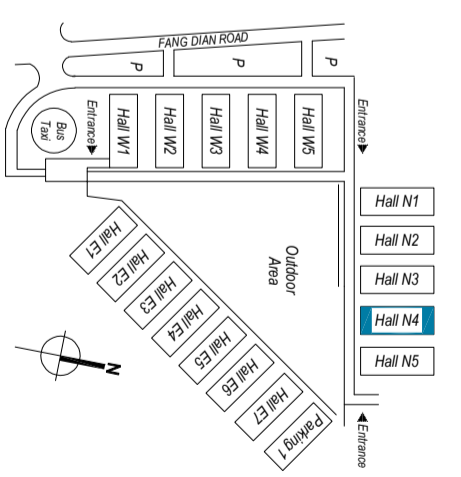 FANG DIAN ROAD
P
P
P
Entrance
Bus
Taxi
Hall W1
Hall W2
Hall W3
Hall W4
Hall W5
Entrance
Hall N1
Hall N2
Hall N3
Hall N4
Hall N5
Entrance
Outdoor
Area
Hall E1
Hall E2
Hall E3
Hall E4
Hall E5
Hall E6
Hall E7
Parking 1
N